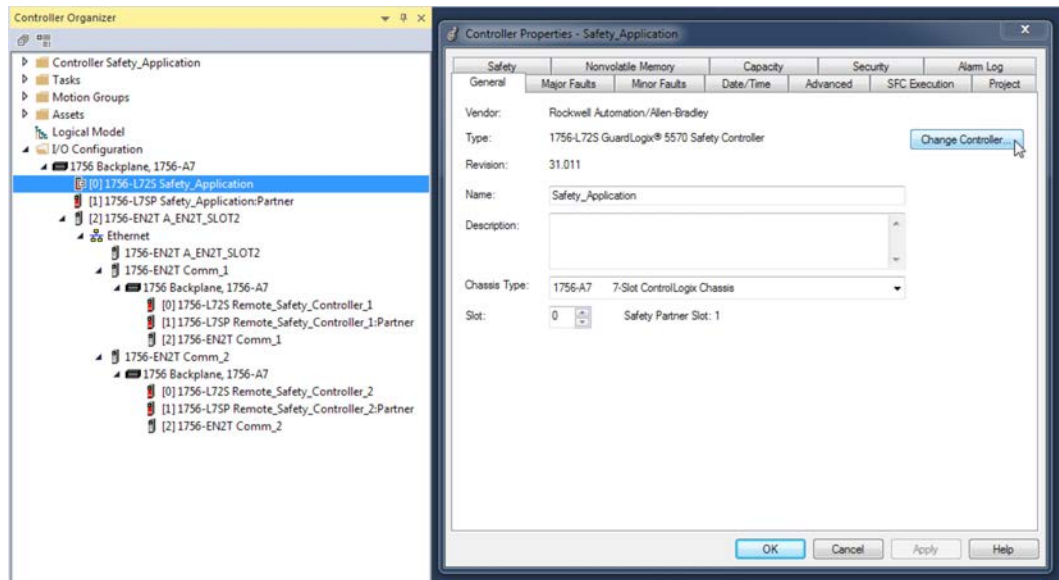 Controller Organizer
Controller Safety_Application
Tasks
Motion Groups
Assets
Logical Model
I/O Configuration
1756 Backplane, 1756-A7
[0] 1756-L72S Safety_Application
[1] 1756-L7SP Safety_Application:Partner
[2] 1756-EN2T A_EN2T_SLOT2
Ethernet
1756-EN2T A_EN2T_SLOT2
1756-EN2T Comm_1
1756 Backplane, 1756-A7
[0] 1756-L72S Remote_Safety_Controller_1
[1] 1756-L7SP Remote_Safety_Controller_1:Partner
[2] 1756-EN2T Comm_1
1756-EN2T Comm_2
1756 Backplane, 1756-A7
[0] 1756-L72S Remote_Safety_Controller_2
[1] 1756-L7SP Remote_Safety_Controller_2:Partner
[2] 1756-EN2T Comm_2
Controller Properties - Safety_Application
Safety Nonvolatile Memory Capacity Security Alarm Log
General Major Faults Minor Faults Date/Time Advanced SFC Execution Project
Vendor: Rockwell Automation/Allen-Bradley
Type: 1756-L72S GuardLogix® 5570 Safety Controller Change Controller...
Revision: 31.011
Name: Safety_Application
Description:
Chassis Type: 1756-A7 7-Slot ControlLogix Chassis
Slot: 0 Safety Partner Slot: 1
OK Cancel Apply Help